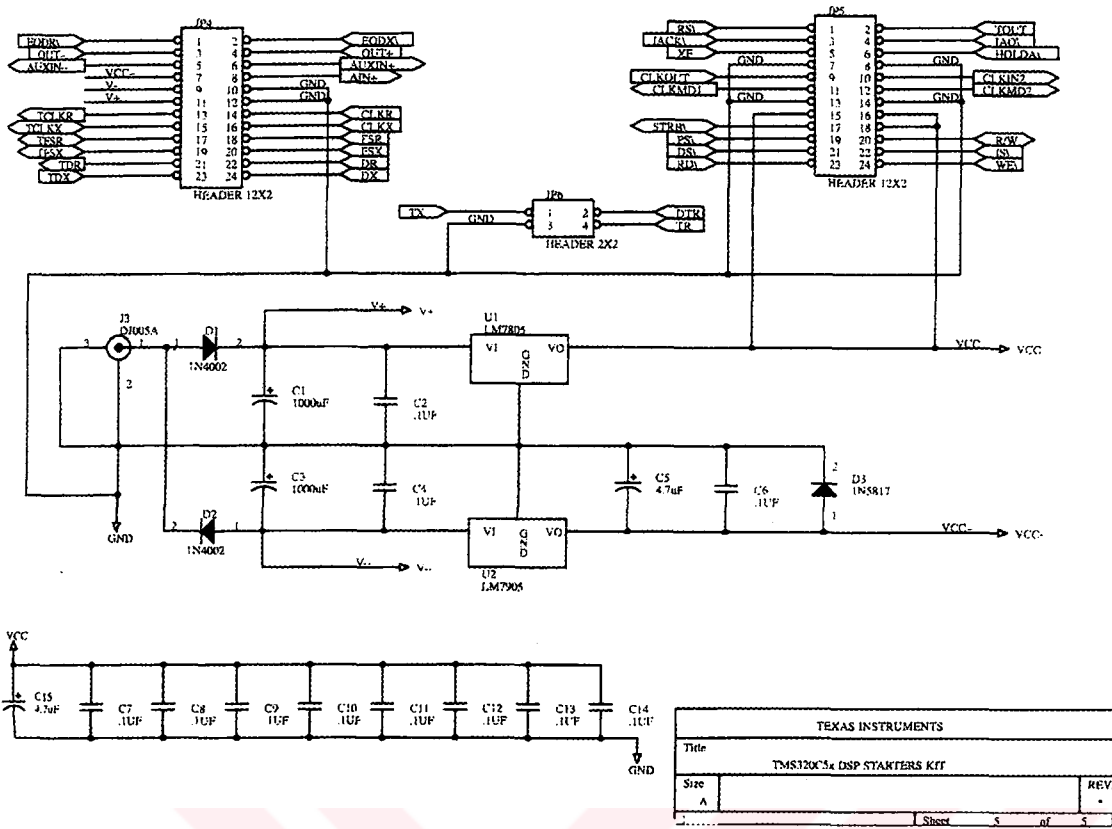 JP4
EODR\ 1 2 EODX\
OUT- 3 4 OUT+
AUXIN- 5 6 AUXIN+
VCC- 7 8 AIN+
V- 9 10 GND
V+ 11 12 GND
TCLKR 13 14 CLKR
TCLKX 15 16 CLKX
TFSR 17 18 FSR
TFSX 19 20 FSX
TDR 21 22 DR
TDX 23 24 DX
HEADER 12X2
JP5
RS\ 1 2 TOUT
IACK\ 3 4 IAQ\
XF 5 6 HOLDA\
GND 7 8 GND
CLKOUT 9 10 CLKIN2
CLKMD1 11 12 CLKMD2
GND 13 14 GND
15 16
STRB\ 17 18
PS\ 19 20 R/W
DS\ 21 22 IS\
RD\ 23 24 WE\
HEADER 12X2
JP6
TX 1 2 DTR
GND 3 4 TR
HEADER 2X2
J3
DJ005A
3 1 2
1 D1 2
1N4002
V+ V+
C1
1000uF
C2
.1UF
U1
LM7805
VI GND VO
VCC VCC
C3
1000uF
C4
.1UF
2 D2 1
1N4002
V- V-
VI GND VO
U2
LM7905
C5
4.7uF
C6
.1UF
2
D3
1N5817
1
VCC- VCC-
GND
VCC
C15
4.7uF
C7
.1UF
C8
.1UF
C9
.1UF
C10
.1UF
C11
.1UF
C12
.1UF
C13
.1UF
C14
.1UF
GND
TEXAS INSTRUMENTS
Title
TMS320C5x DSP STARTERS KIT
Size
A
REV
Sheet 5 of 5